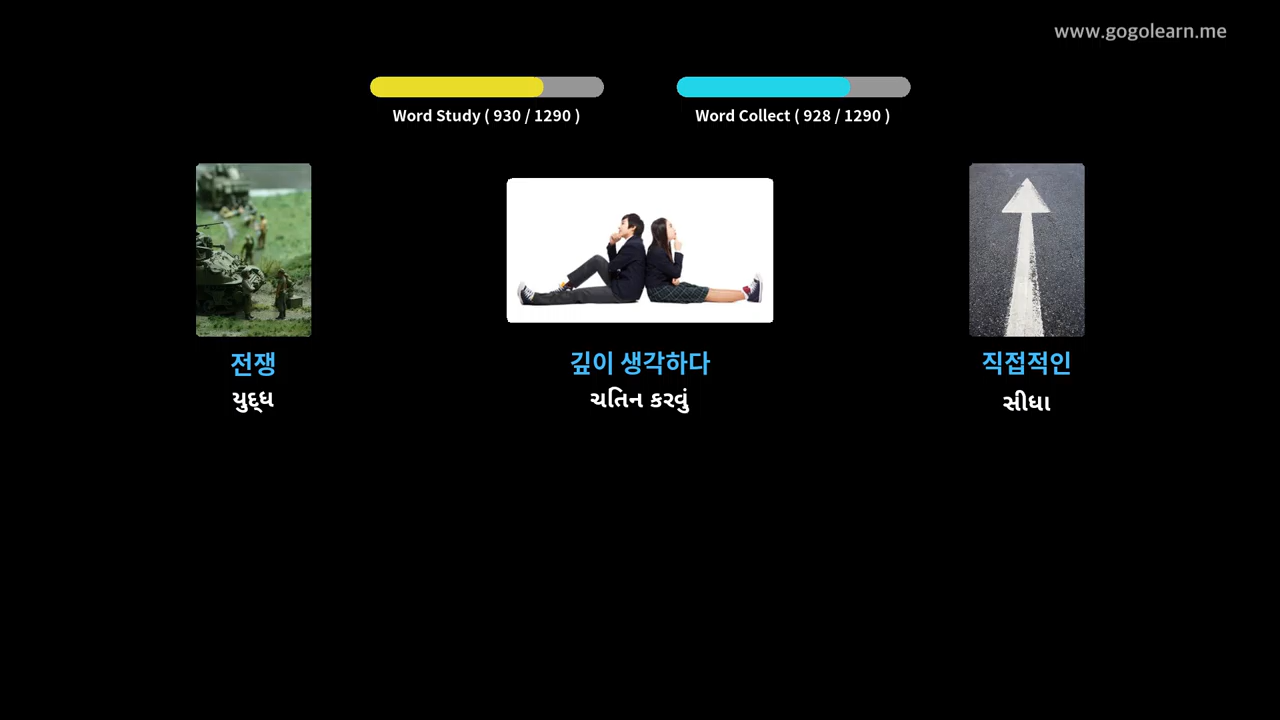 www.gogolearn.me
Word Study ( 930 / 1290 )
Word Collect ( 928 / 1290 )
전쟁
깊이 생각하다
직접적인
યુદ્ધ
ચતિન કરવું
સીધા